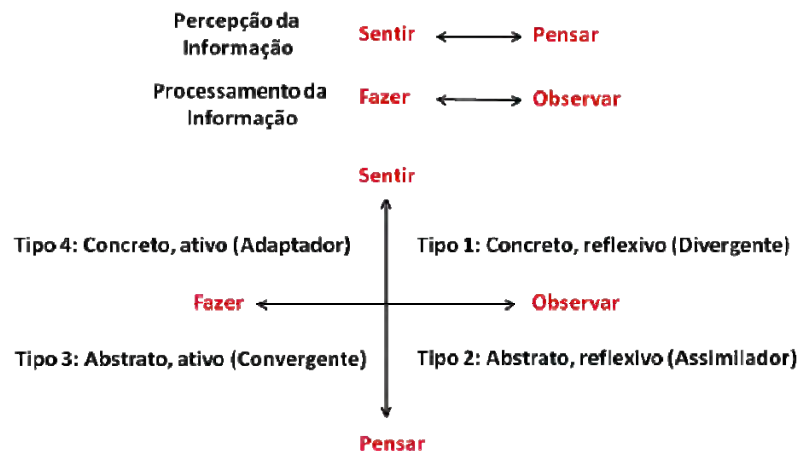 Percepção da
Informação
Sentir
Pensar
Processamento da
Informação
Fazer
Observar
Sentir
Tipo 4: Concreto, ativo (Adaptador)
Tipo 1: Concreto, reflexivo (Divergente)
Fazer
Observar
Tipo 3: Abstrato, ativo (Convergente)
Tipo 2: Abstrato, reflexivo (Assimilador)
Pensar